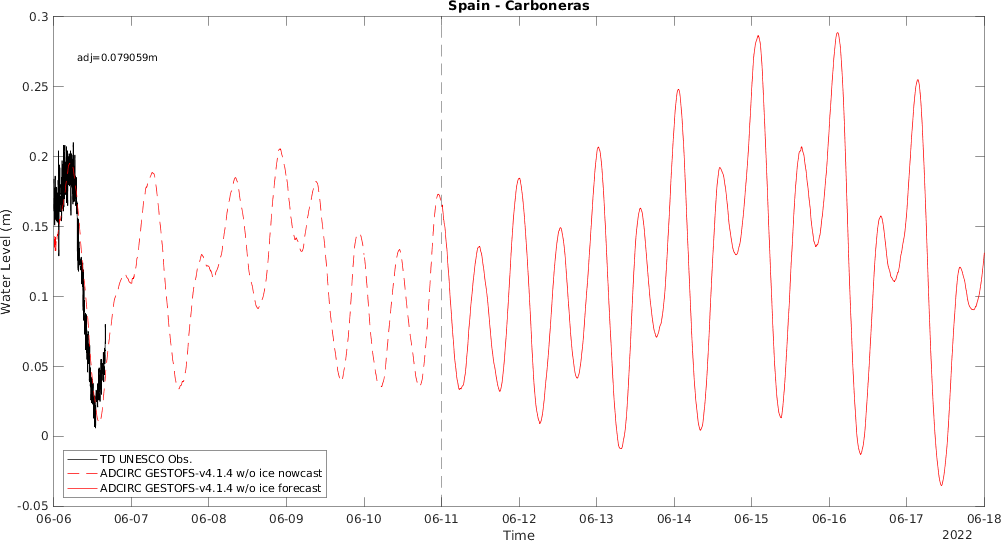 Spain - Carboneras
adj=0.079059m
0.3
0.25
0.2
0.15
0.1
0.05
0
-0.05
Water Level (m)
TD UNESCO Obs.
ADCIRC GESTOFS-v4.1.4 w/o ice nowcast
ADCIRC GESTOFS-v4.1.4 w/o ice forecast
06-06 06-07 06-08 06-09 06-10 06-11 06-12 06-13 06-14 06-15 06-16 06-17 06-18
Time
2022